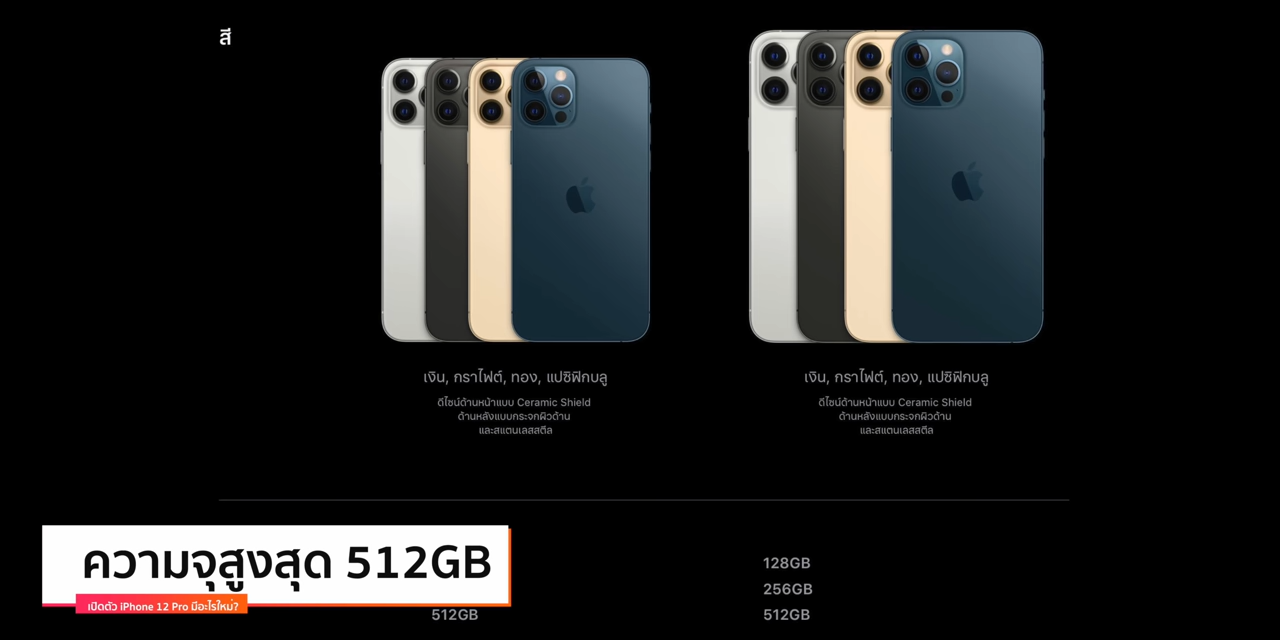 สี
เงิน, กราไฟต์, ทอง, แปซิฟิกบลู
ดีไซน์ด้านหน้าแบบ Ceramic Shield
ด้านหลังแบบกระจกผิวด้าน
และสแตนเลสสตีล
เงิน, กราไฟต์, ทอง, แปซิฟิกบลู
ดีไซน์ด้านหน้าแบบ Ceramic Shield
ด้านหลังแบบกระจกผิวด้าน
และสแตนเลสสตีล
ความจุสูงสุด 512GB
เปิดตัว iPhone 12 Pro มีอะไรใหม่?
512GB
128GB
256GB
512GB